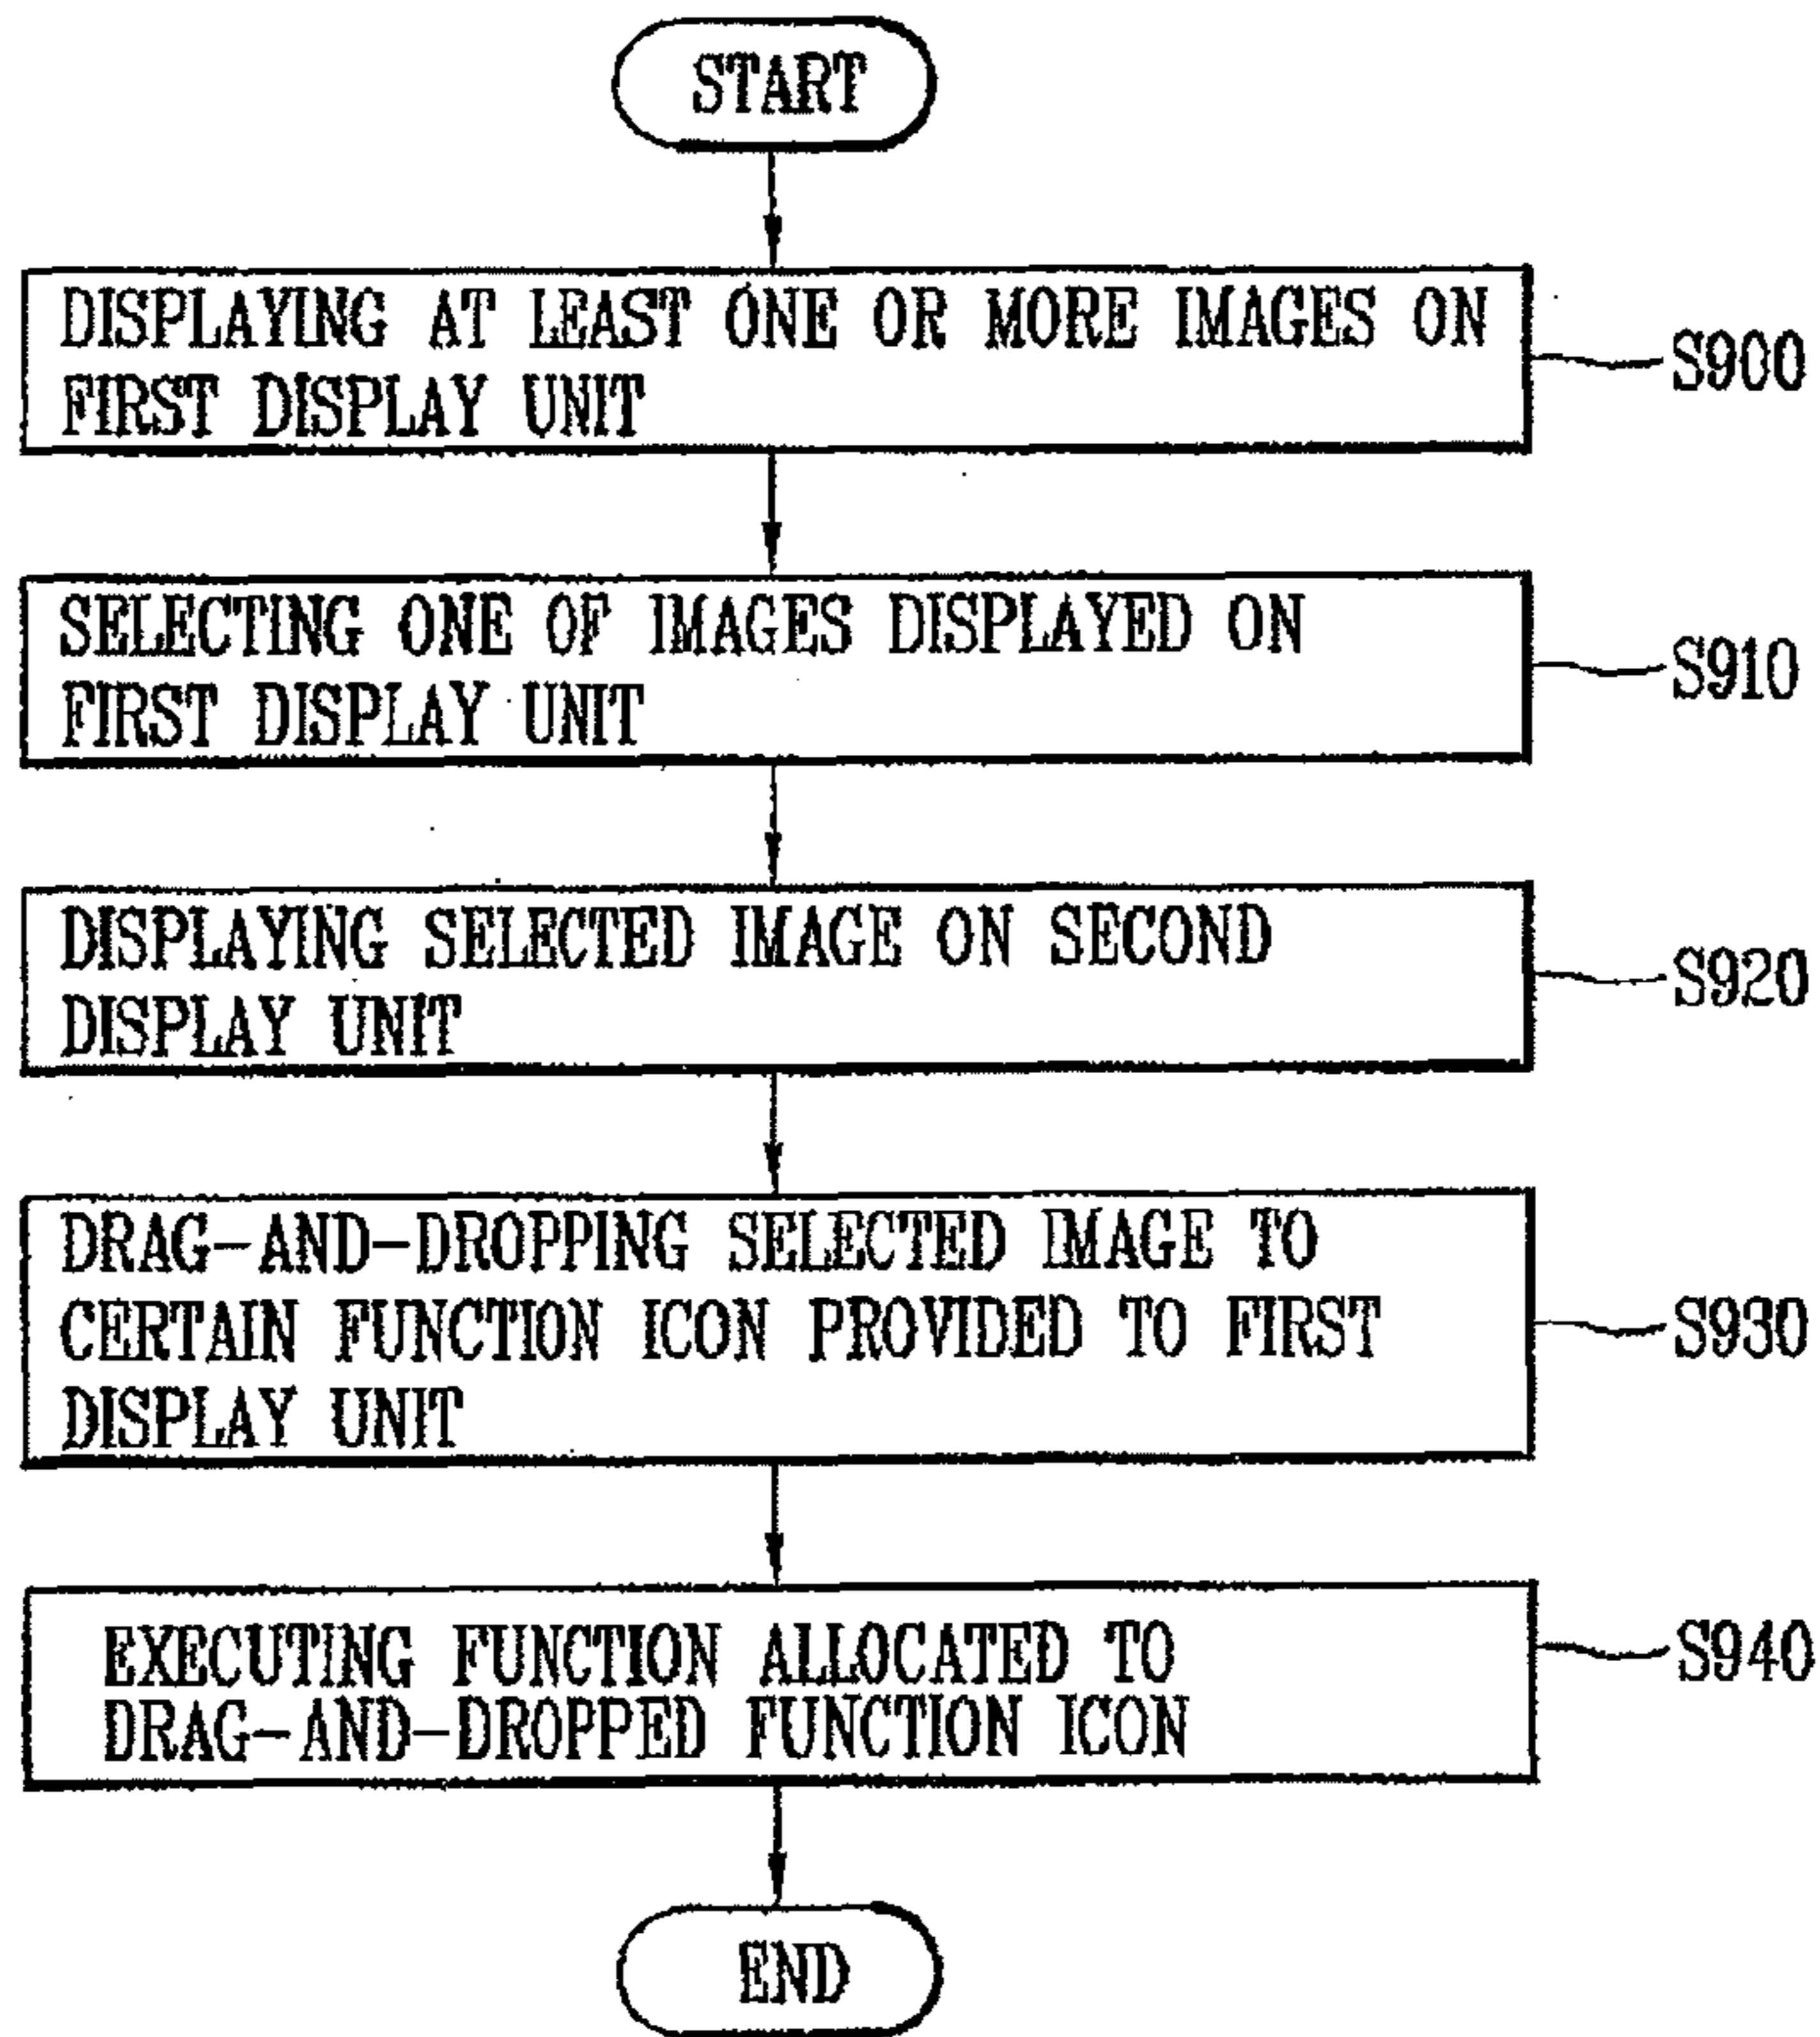 START
DISPLAYING AT LEAST ONE OR MORE IMAGES ON
FIRST DISPLAY UNIT
S900
SELECTING ONE OF IMAGES DISPLAYED ON
FIRST DISPLAY UNIT
S910
DISPLAYING SELECTED IMAGE ON SECOND
DISPLAY UNIT
S920
DRAG-AND-DROPPING SELECTED IMAGE TO
CERTAIN FUNCTION ICON PROVIDED TO FIRST
DISPLAY UNIT
S930
EXECUTING FUNCTION ALLOCATED TO
DRAG-AND-DROPPED FUNCTION ICON
S940
END